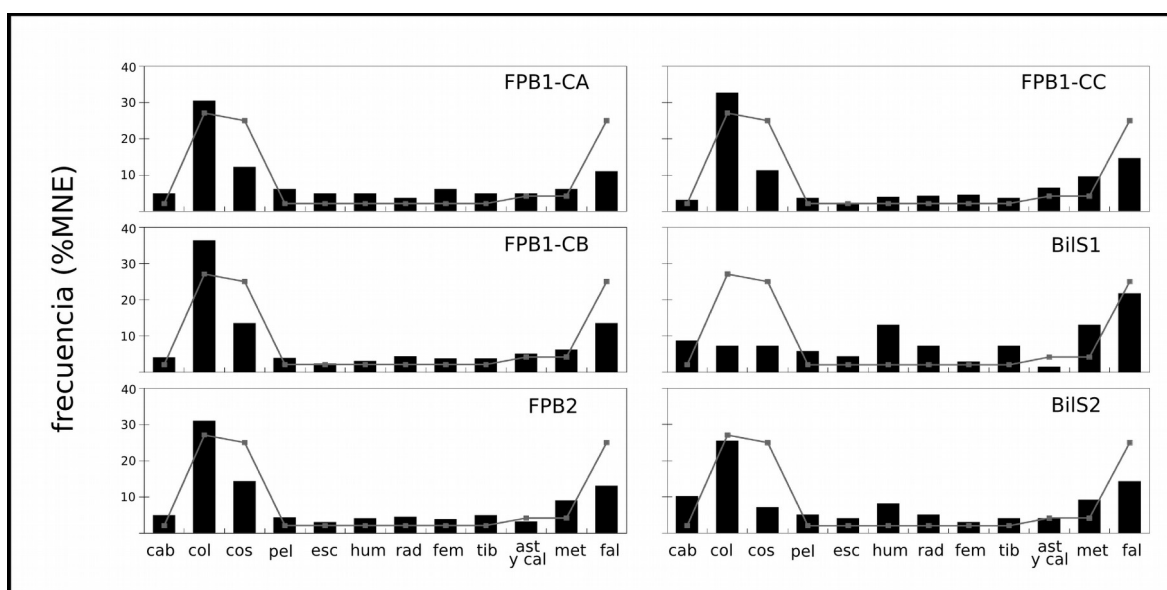 frecuencia (%MNE)
40
30
20
10
FPB1-CA
FPB1-CC
40
30
20
10
FPB1-CB
BilS1
40
30
20
10
FPB2
BilS2
cab col cos pel esc hum rad fem tib ast y cal met fal
cab col cos pel esc hum rad fem tib ast y cal met fal